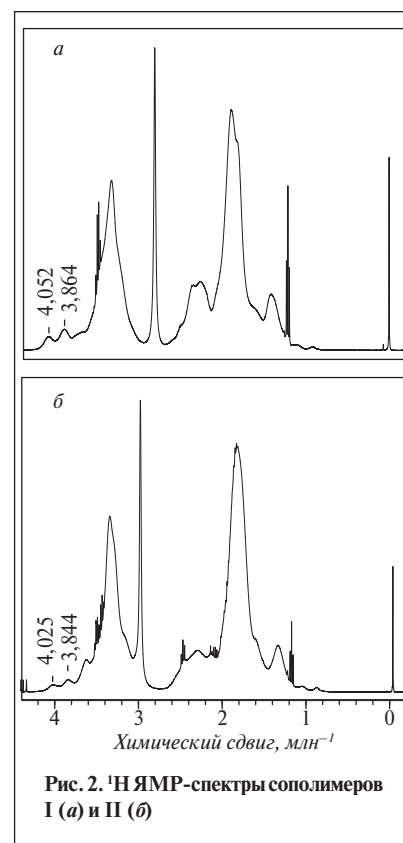 а
4,052
3,864
б
4,025
3,844
4 3 2 1 0
Химический сдвиг, млн⁻¹
Рис. 2. ¹Н ЯМР-спектры сополимеров
I (а) и II (б)